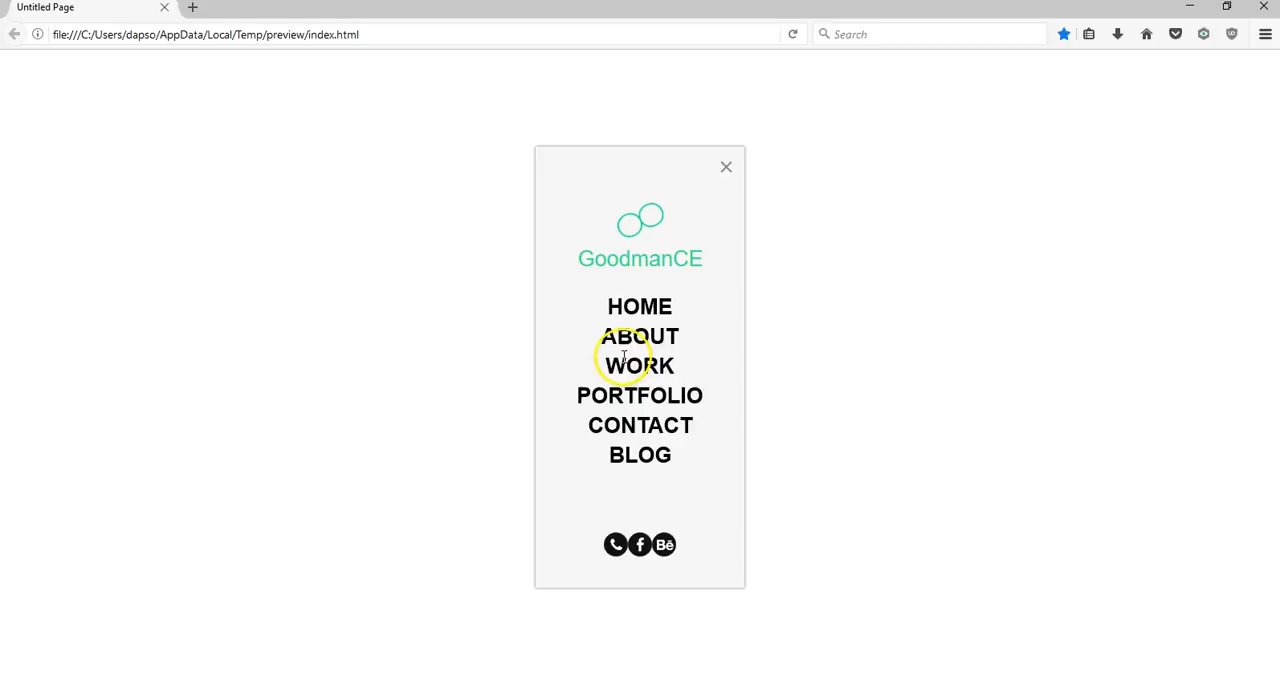 Untitled Page
file:///C:/Users/dapso/AppData/Local/Temp/preview/index.html
Search
GoodmanCE
HOME
ABOUT
WORK
PORTFOLIO
CONTACT
BLOG
f Bē